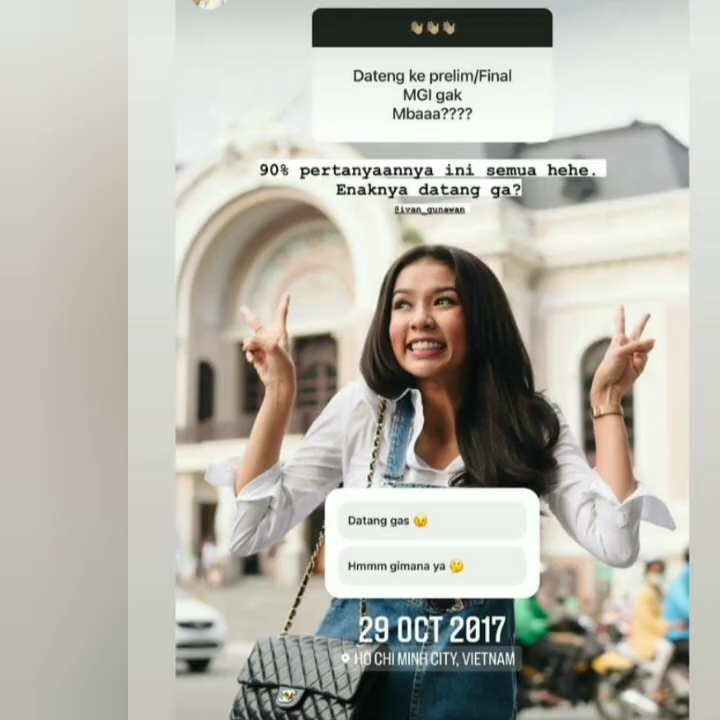 Dateng ke prelim/Final
MGI gak
Mbaaa????
90% pertanyaannya ini semua hehe.
Enaknya datang ga?
@ivan_gunawan
Datang gas 😉
Hmmm gimana ya 🤔
29 OCT 2017
HO CHI MINH CITY, VIETNAM